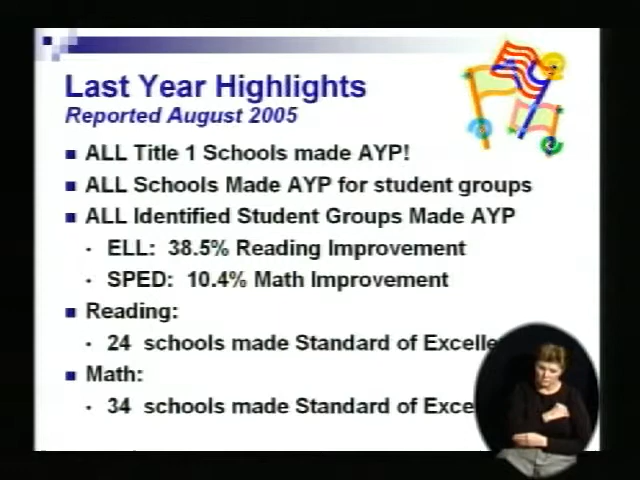 Last Year Highlights
Reported August 2005
ALL Title 1 Schools made AYP!
ALL Schools Made AYP for student groups
ALL Identified Student Groups Made AYP
ELL: 38.5% Reading Improvement
SPED: 10.4% Math Improvement
Reading:
24 schools made Standard of Excelle
Math:
34 schools made Standard of Exce